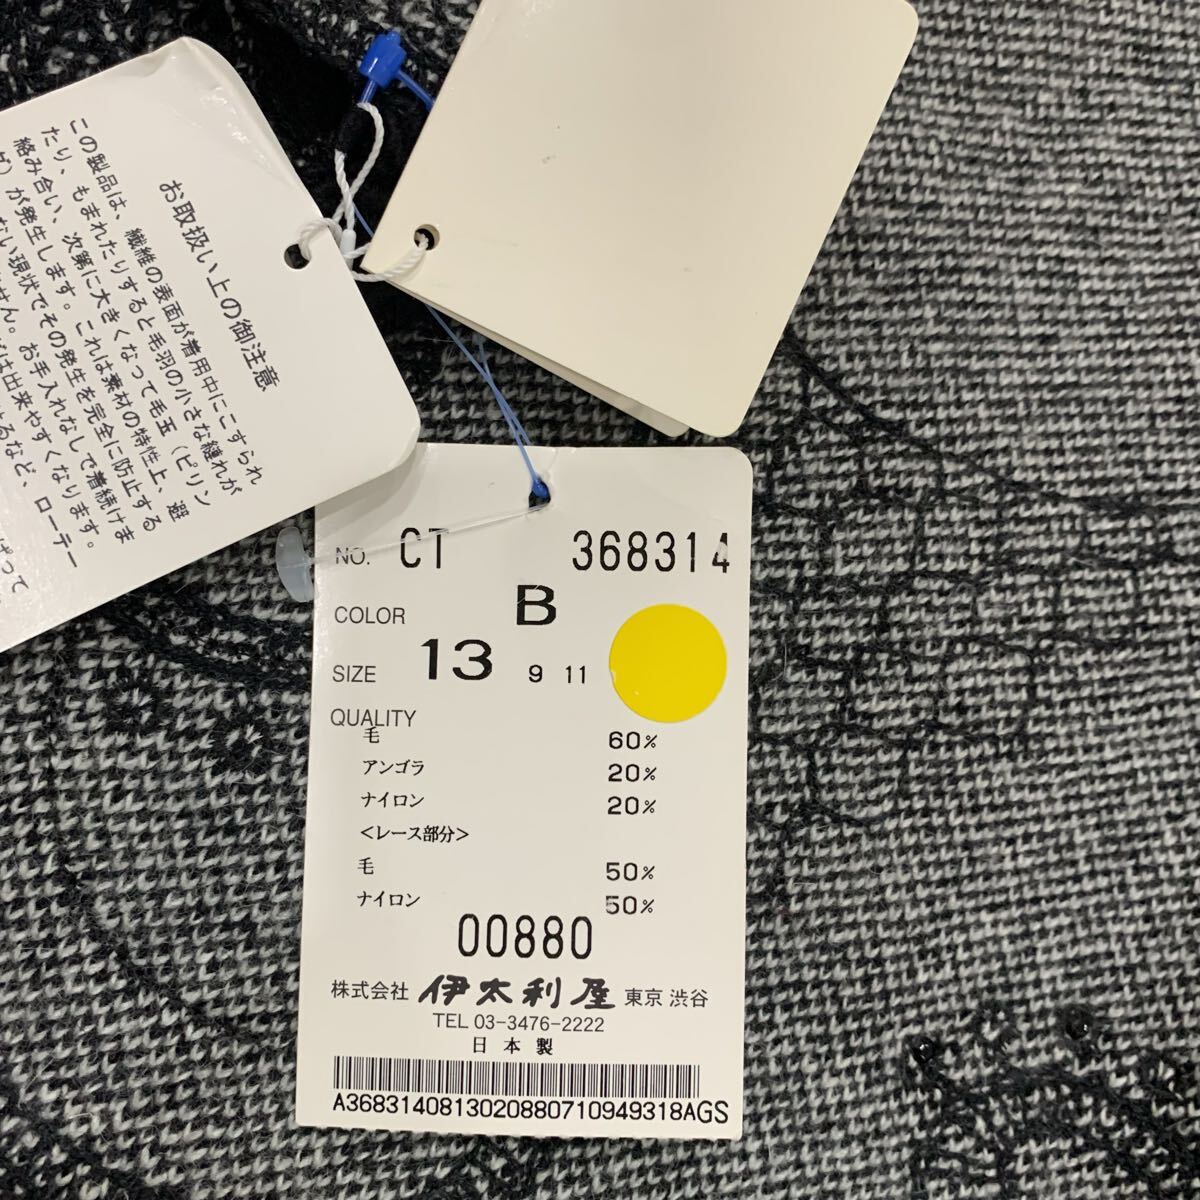 お取扱い上の御注意
この製品は、繊維の表面が着用中にこすられ
たり、もまれたりすると毛羽の小さな縺れが
絡み合い、次第に大きくなって毛玉(ピリン
が発生します。これは素材の特性上、避
ない現状でその発生を完全に防止する
せん。お手入れなしで着続けま
は出来やすくなります。
るなど、ローテー
NO. CT 368314
COLOR B
SIZE 13 9 11
QUALITY
毛 60%
アンゴラ 20%
ナイロン 20%
<レース部分>
毛 50%
ナイロン 50%
00880
株式会社 伊太利屋 東京 渋谷
TEL 03-3476-2222
日本製
A3683140813020880710949318AGS